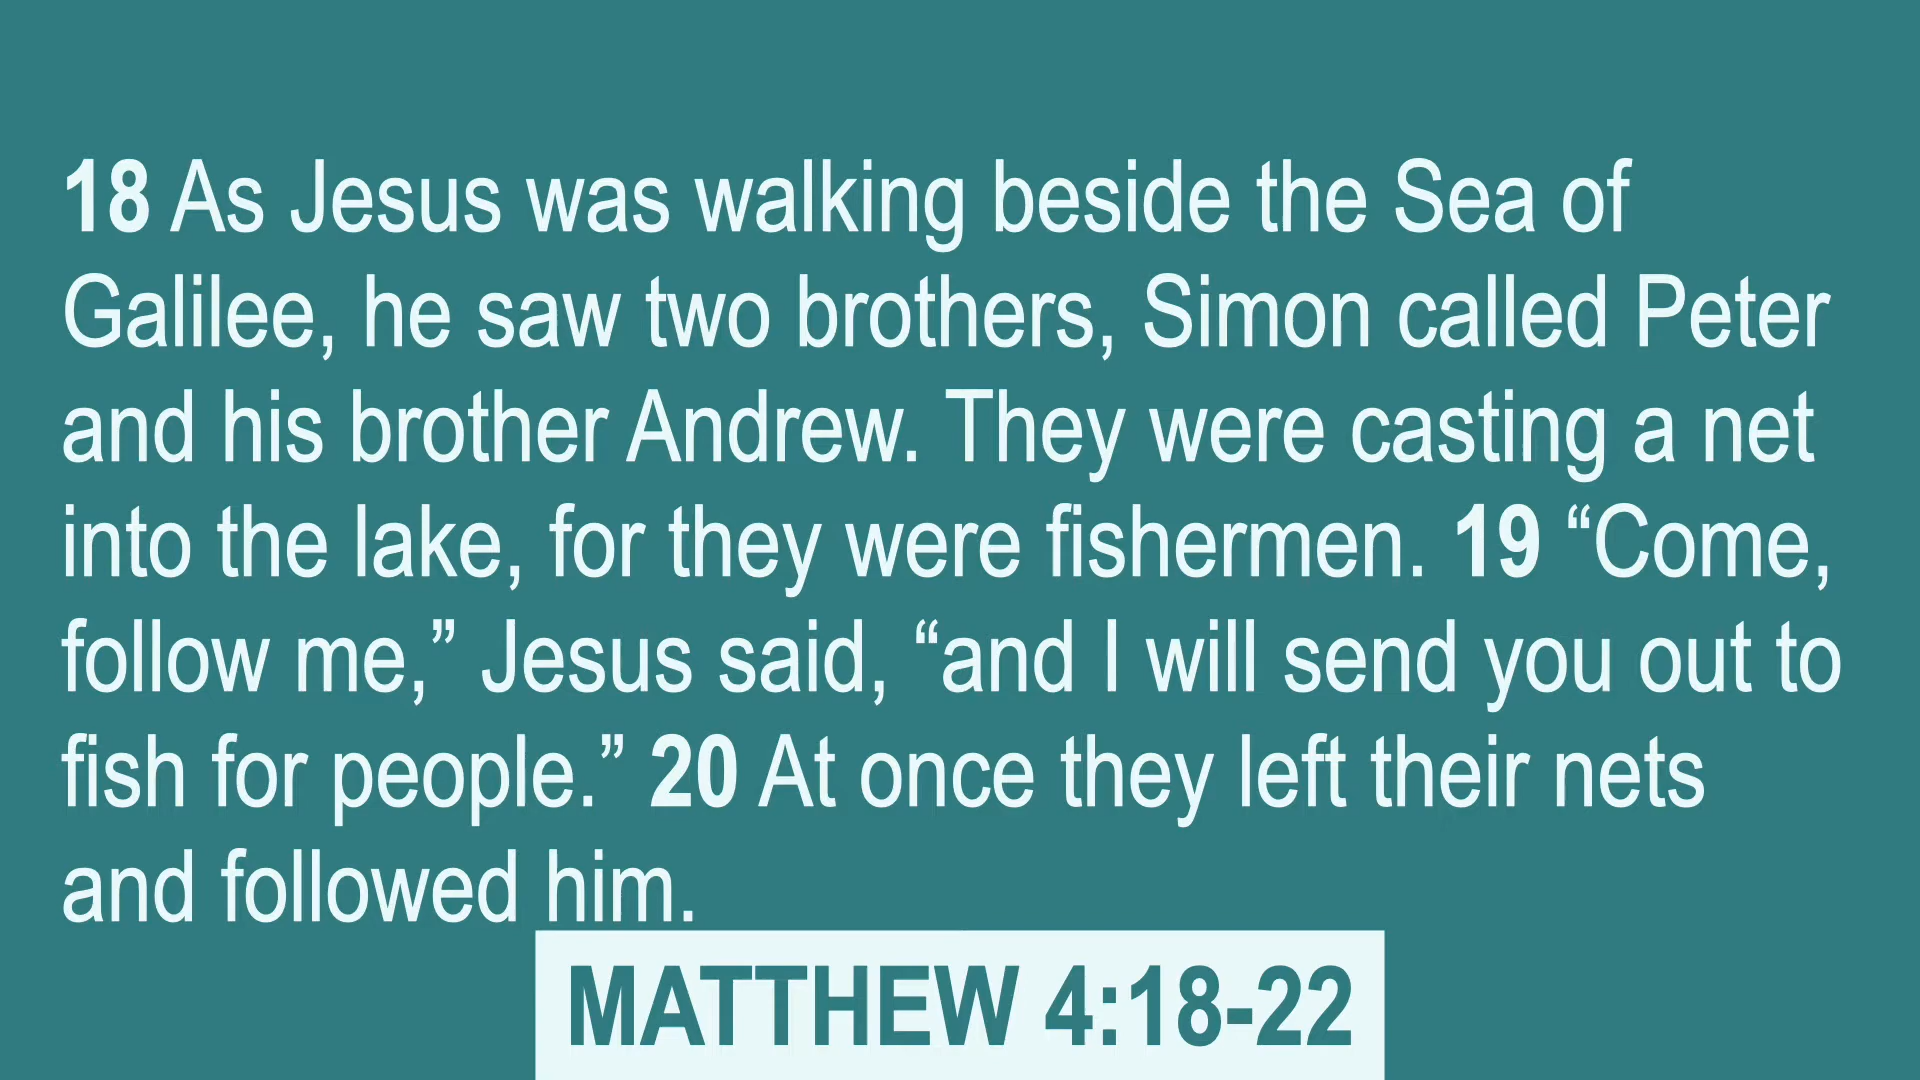 18 As Jesus was walking beside the Sea of
Galilee, he saw two brothers, Simon called Peter
and his brother Andrew. They were casting a net
into the lake, for they were fishermen. 19 “Come,
follow me,” Jesus said, “and I will send you out to
fish for people.” 20 At once they left their nets
and followed him.
MATTHEW 4:18-22